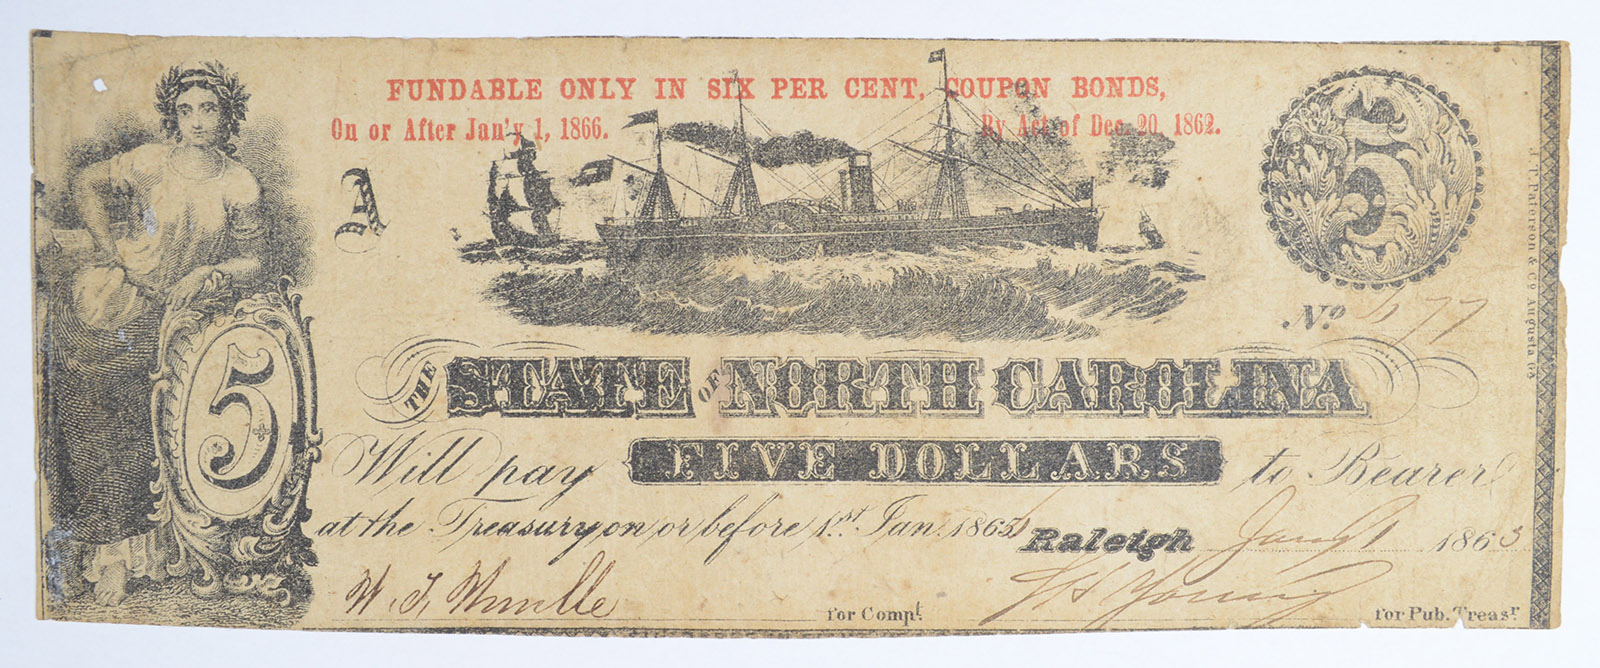 FUNDABLE ONLY IN SIX PER CENT, COUPON BONDS,
On or After Jan'y 1, 1866. By Act of Dec. 20, 1862.
A
5
No 677
THE STATE OF NORTH CAROLINA
5
Will pay FIVE DOLLARS to Bearer
at the Treasury on or before 1st Jan. 1866 Raleigh Jany 1 1863
W. T. for Compt.
Young for Pub. Treasr
J.T. Paterson & Co Augusta Ga